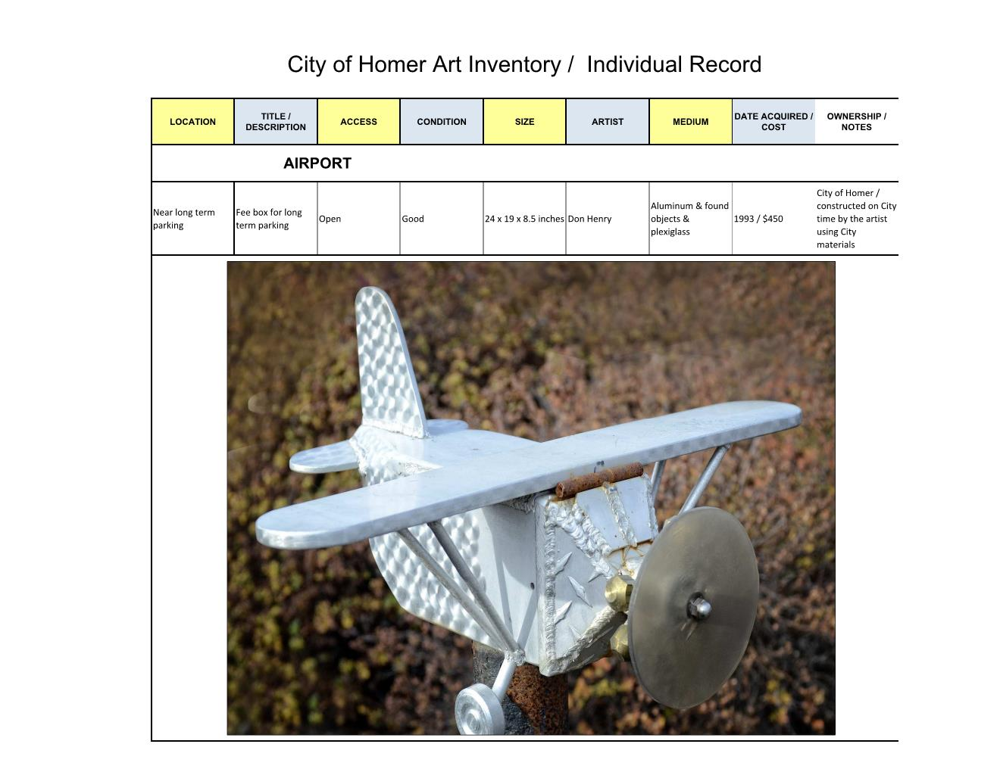 City of Homer Art Inventory /  Individual Record
LOCATION
TITLE /
DESCRIPTION
ACCESS
CONDITION
SIZE
ARTIST
MEDIUM
DATE ACQUIRED /
COST
OWNERSHIP /
NOTES
AIRPORT
Near long term
parking
Fee box for long
term parking
Open
Good
24 x 19 x 8.5 inches
Don Henry
Aluminum & found
objects &
plexiglass
1993 / $450
City of Homer /
constructed on City
time by the artist
using City
materials